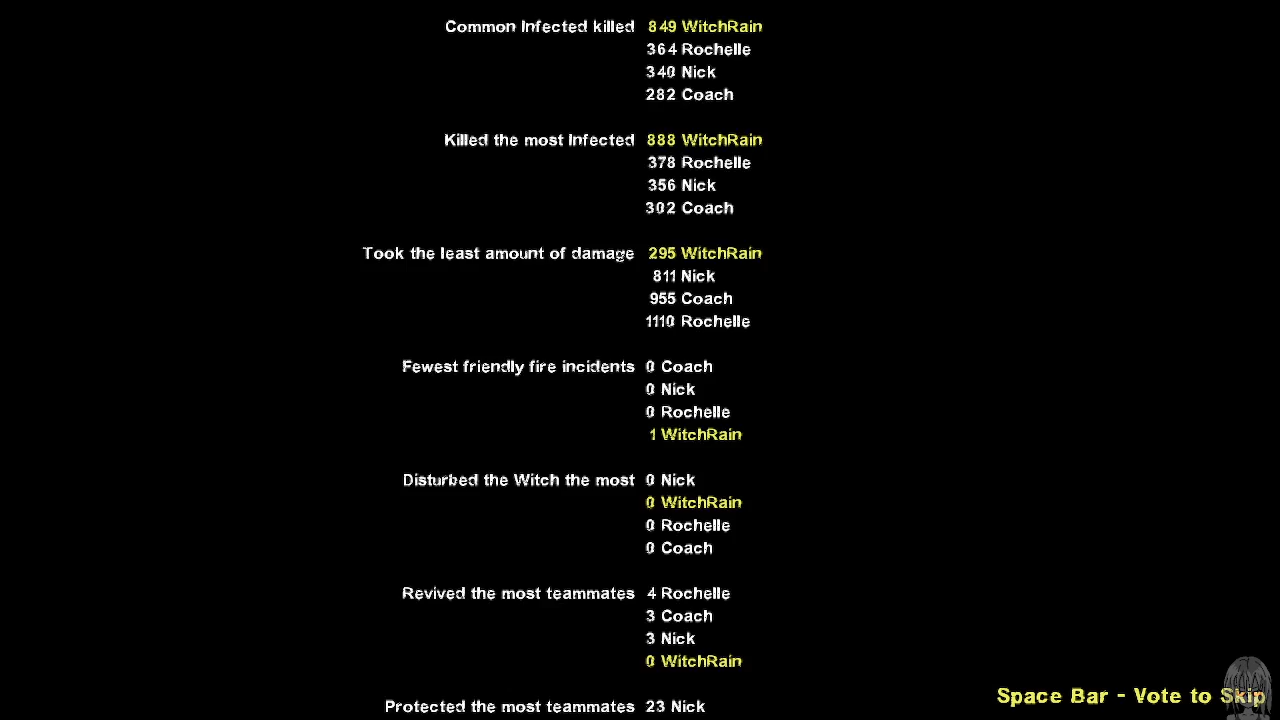 Common Infected killed 849 WitchRain
364 Rochelle
340 Nick
282 Coach
Killed the most Infected 888 WitchRain
378 Rochelle
356 Nick
302 Coach
Took the least amount of damage 295 WitchRain
811 Nick
955 Coach
1110 Rochelle
Fewest friendly fire incidents 0 Coach
0 Nick
0 Rochelle
1 WitchRain
Disturbed the Witch the most 0 Nick
0 WitchRain
0 Rochelle
0 Coach
Revived the most teammates 4 Rochelle
3 Coach
3 Nick
0 WitchRain
Space Bar - Vote to Skip
Protected the most teammates 23 Nick